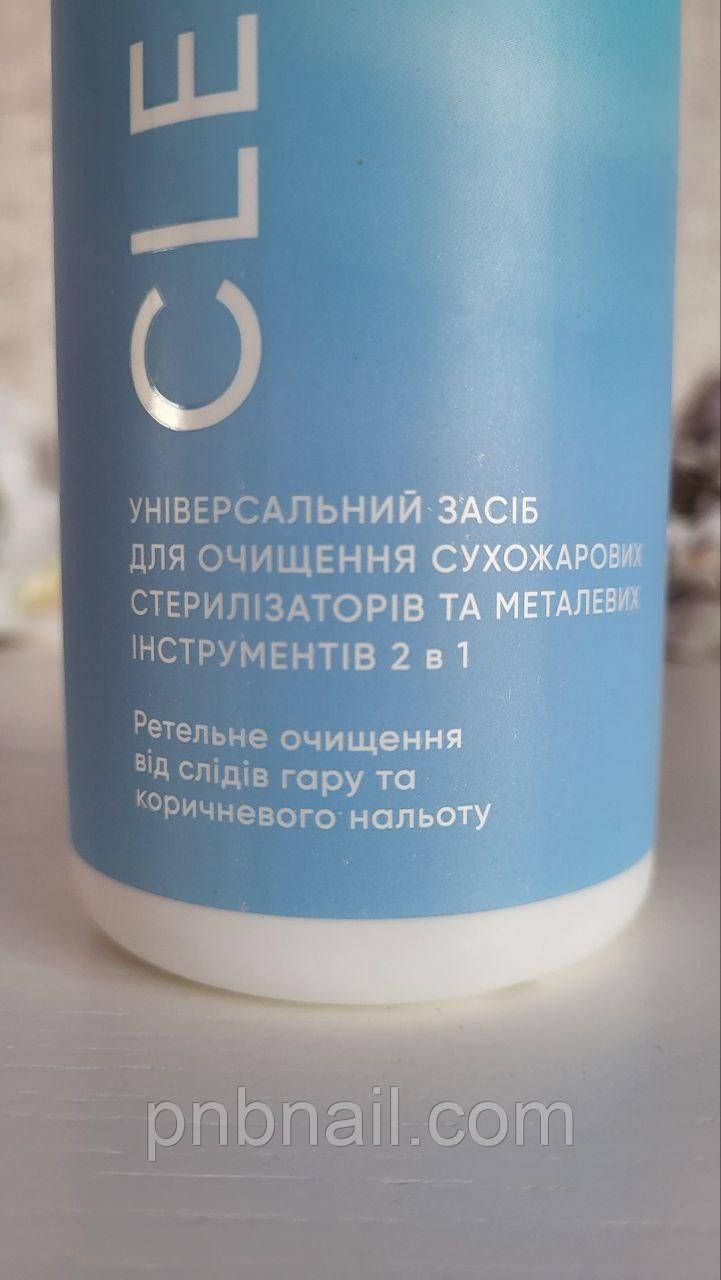 CLE
УНІВЕРСАЛЬНИЙ ЗАСІБ
ДЛЯ ОЧИЩЕННЯ СУХОЖАРОВИХ
СТЕРИЛІЗАТОРІВ ТА МЕТАЛЕВИХ
ІНСТРУМЕНТІВ 2 в 1
Ретельне очищення
від слідів гару та
коричневого нальоту
pnbnail.com